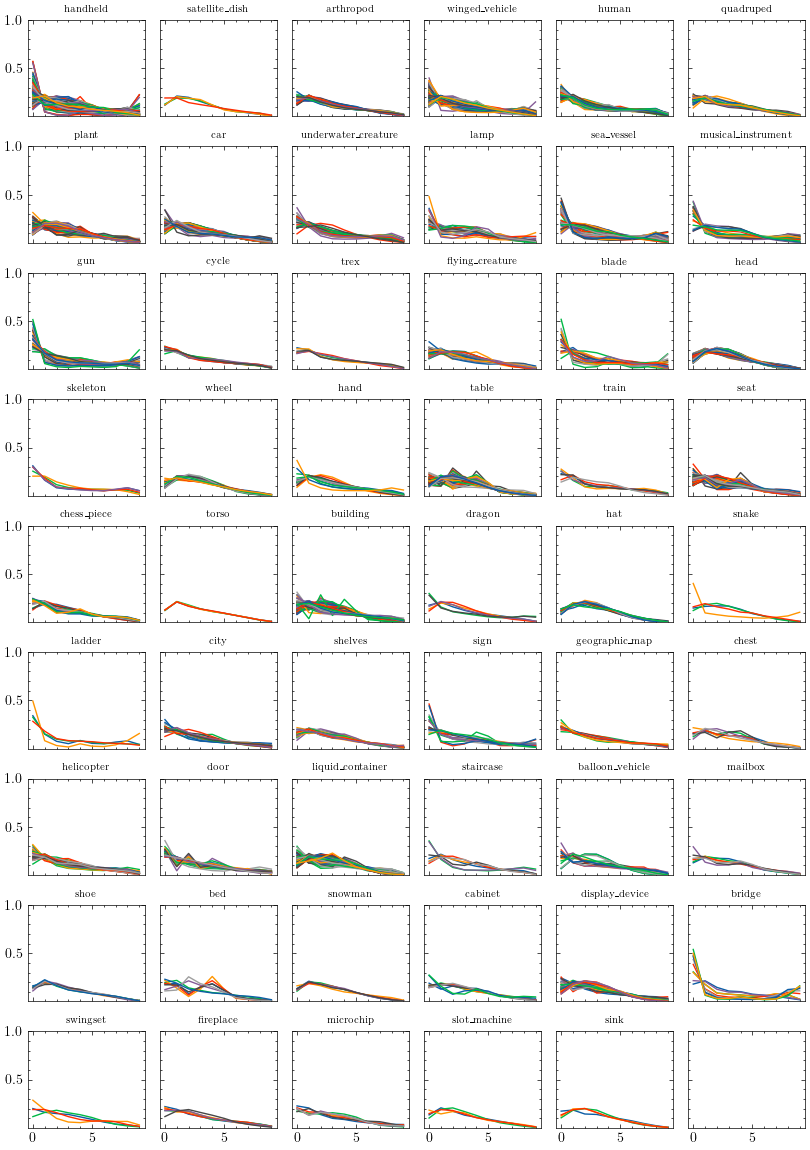 handheld satellite_dish arthropod winged_vehicle human quadruped
1.0
0.5
plant car underwater_creature lamp sea_vessel musical_instrument
1.0
0.5
gun cycle trex flying_creature blade head
1.0
0.5
skeleton wheel hand table train seat
1.0
0.5
chess_piece torso building dragon hat snake
1.0
0.5
ladder city shelves sign geographic_map chest
1.0
0.5
helicopter door liquid_container staircase balloon_vehicle mailbox
1.0
0.5
shoe bed snowman cabinet display_device bridge
1.0
0.5
swingset fireplace microchip slot_machine sink
1.0
0.5
0 5 0 5 0 5 0 5 0 5 0 5